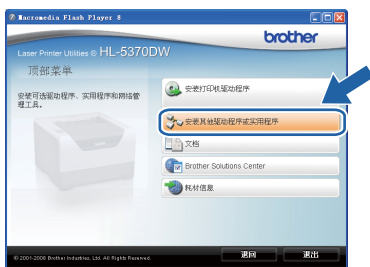 Macromedia Flash Player 8
brother
Laser Printer Utilities ® HL-5370DW
顶部菜单
安装可选驱动程序、实用程序和网络管
理工具。
安装打印机驱动程序
安装其他驱动程序或实用程序
文档
Brother Solutions Center
耗材信息
© 2001-2008 Brother Industries, Ltd. All Rights Reserved.
返回
退出